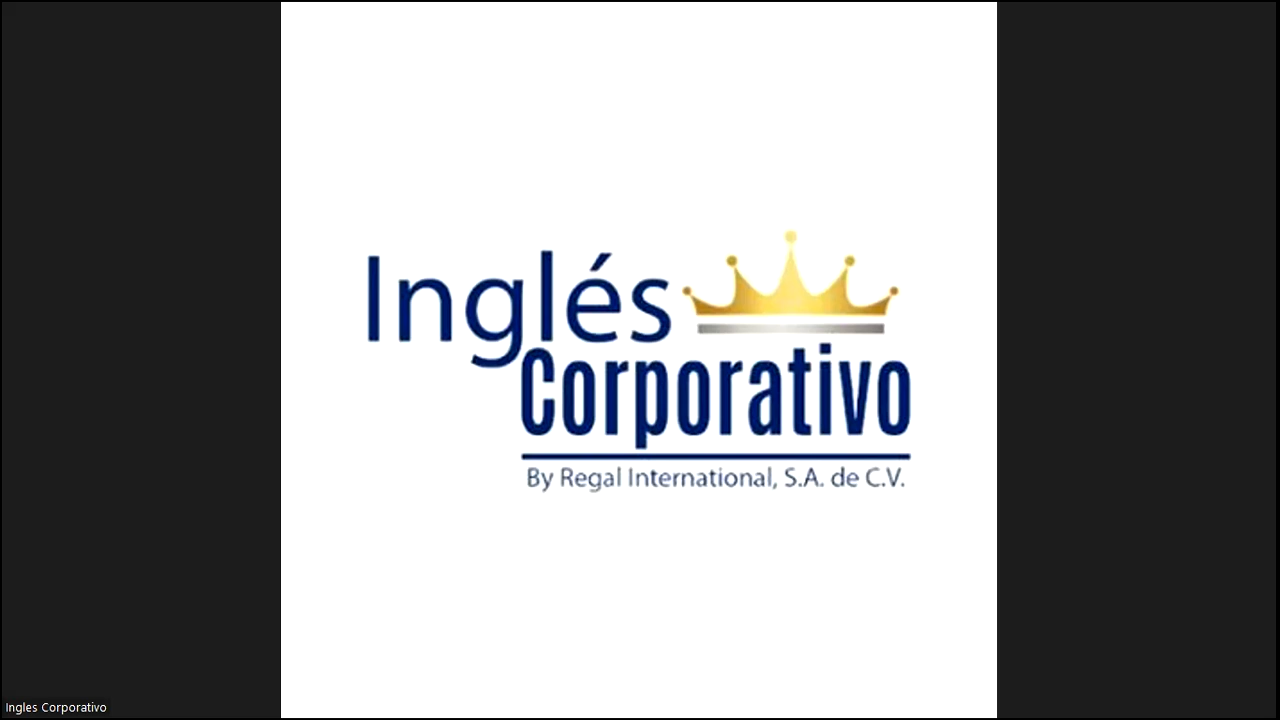 Inglés
Corporativo
By Regal International, S.A. de C.V.
Ingles Corporativo